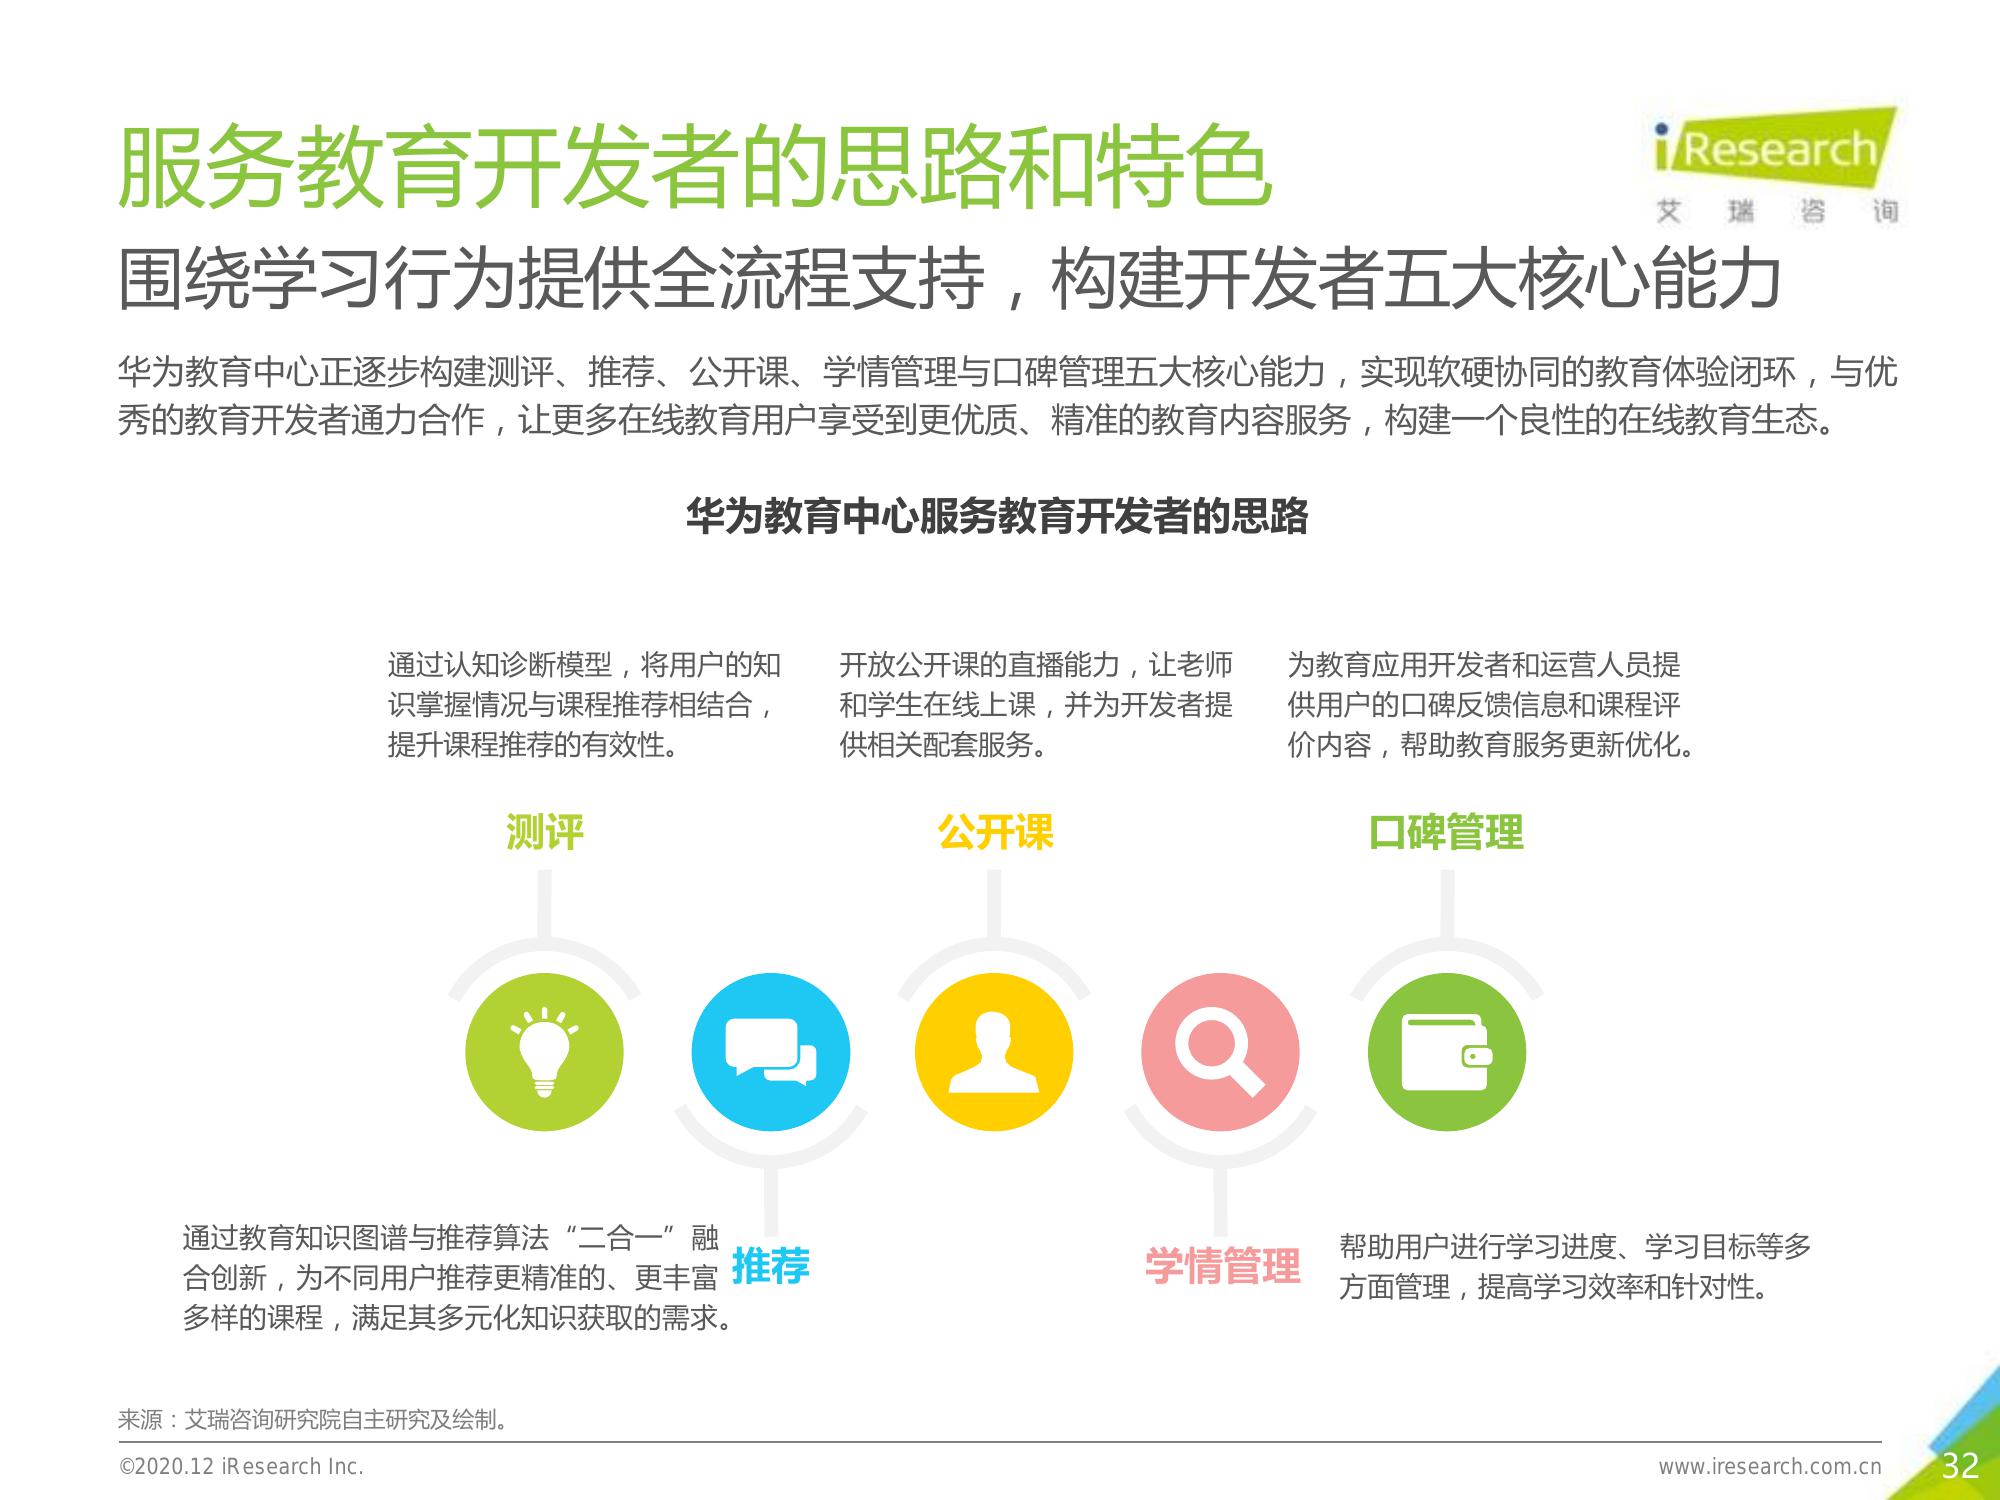 服务教育开发者的思路和特色
iResearch
艾瑞咨询
围绕学习行为提供全流程支持，构建开发者五大核心能力
华为教育中心正逐步构建测评、推荐、公开课、学情管理与口碑管理五大核心能力，实现软硬协同的教育体验闭环，与优
秀的教育开发者通力合作，让更多在线教育用户享受到更优质、精准的教育内容服务，构建一个良性的在线教育生态。
华为教育中心服务教育开发者的思路
通过认知诊断模型，将用户的知
识掌握情况与课程推荐相结合，
提升课程推荐的有效性。
测评
开放公开课的直播能力，让老师
和学生在线上课，并为开发者提
供相关配套服务。
公开课
为教育应用开发者和运营人员提
供用户的口碑反馈信息和课程评
价内容，帮助教育服务更新优化。
口碑管理
通过教育知识图谱与推荐算法“二合一”融
合创新，为不同用户推荐更精准的、更丰富
多样的课程，满足其多元化知识获取的需求。
推荐
学情管理
帮助用户进行学习进度、学习目标等多
方面管理，提高学习效率和针对性。
来源：艾瑞咨询研究院自主研究及绘制。
©2020.12 iResearch Inc.
www.iresearch.com.cn
32